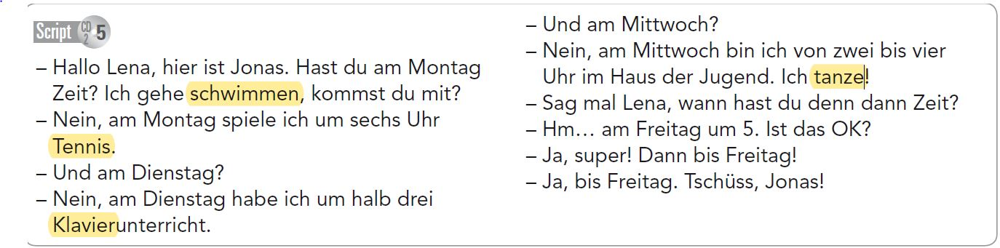 Script CD 2 5
– Hallo Lena, hier ist Jonas. Hast du am Montag
Zeit? Ich gehe schwimmen, kommst du mit?
– Nein, am Montag spiele ich um sechs Uhr
Tennis.
– Und am Dienstag?
– Nein, am Dienstag habe ich um halb drei
Klavierunterricht.
– Und am Mittwoch?
– Nein, am Mittwoch bin ich von zwei bis vier
Uhr im Haus der Jugend. Ich tanze!
– Sag mal Lena, wann hast du denn dann Zeit?
– Hm… am Freitag um 5. Ist das OK?
– Ja, super! Dann bis Freitag!
– Ja, bis Freitag. Tschüss, Jonas!